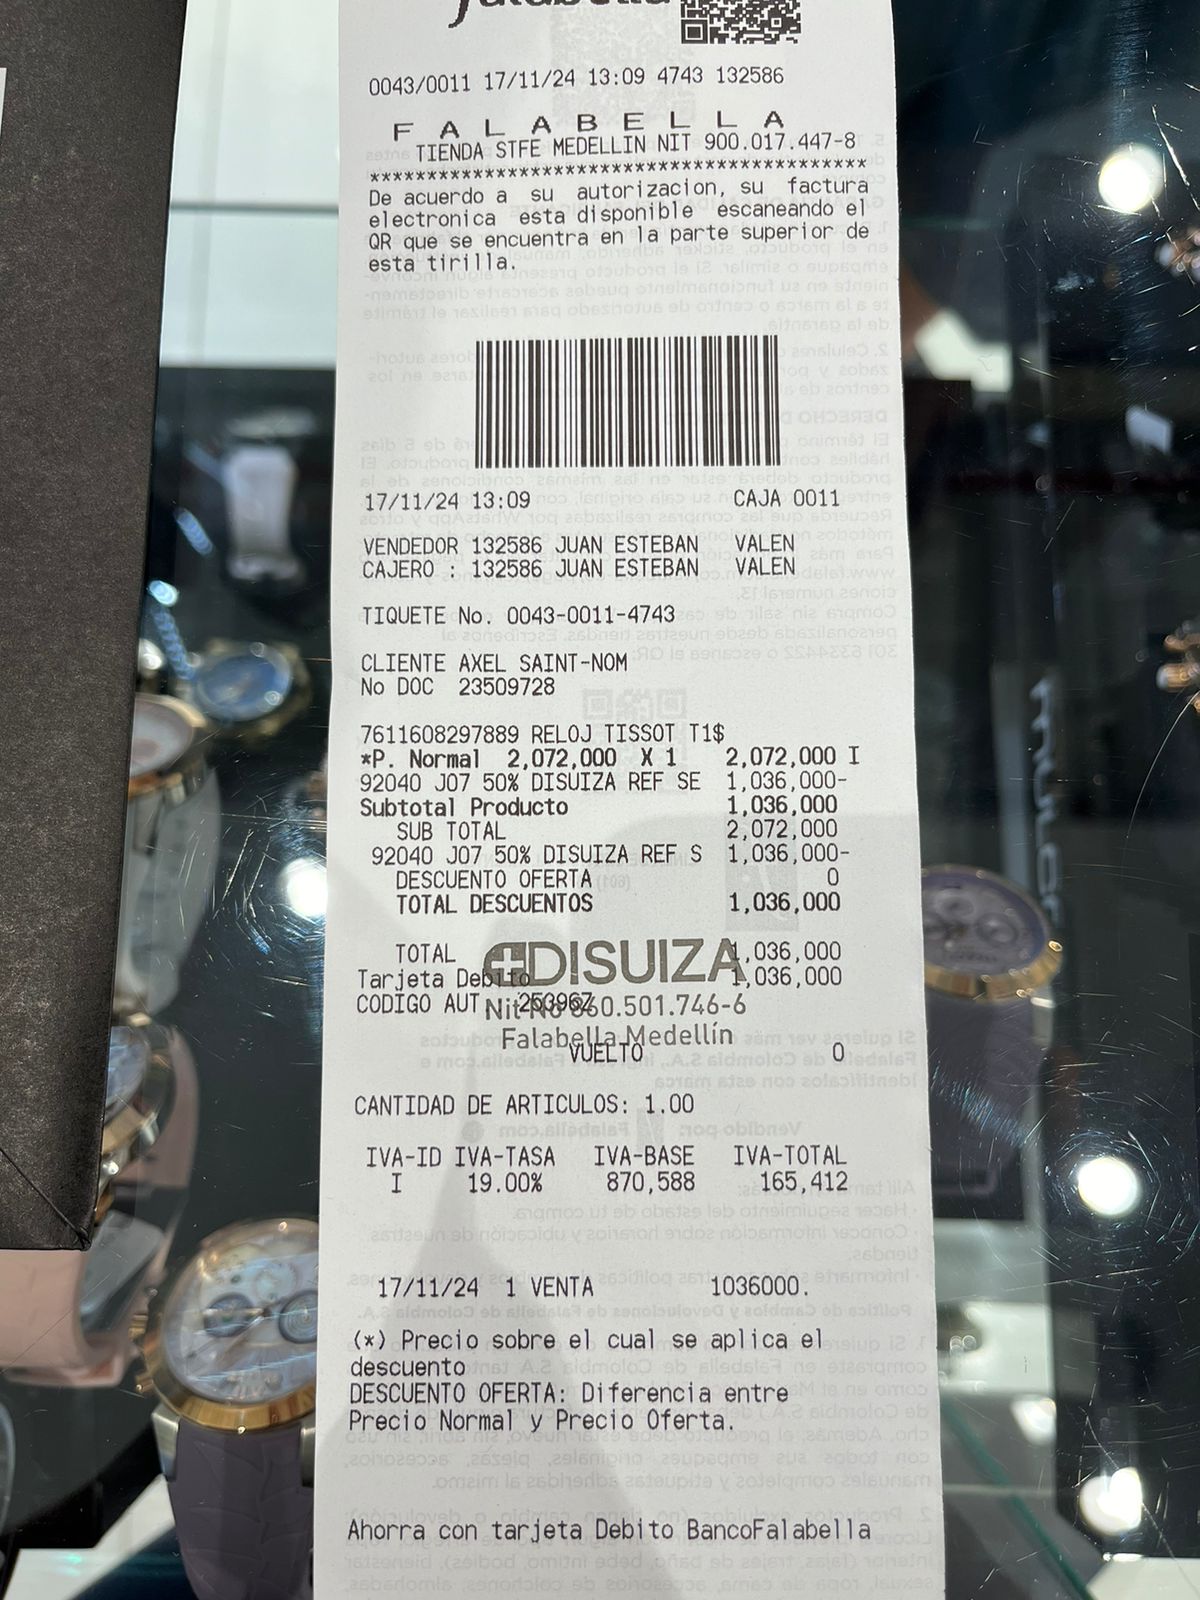 falabella
0043/0011 17/11/24 13:09 4743 132586
FALABELLA
TIENDA STFE MEDELLIN NIT 900.017.447-8
*******************************************
De acuerdo a su autorizacion, su factura
electronica esta disponible escaneando el
QR que se encuentra en la parte superior de
esta tirilla.
17/11/24 13:09 CAJA 0011
VENDEDOR 132586 JUAN ESTEBAN VALEN
CAJERO : 132586 JUAN ESTEBAN VALEN
TIQUETE No. 0043-0011-4743
CLIENTE AXEL SAINT-NOM
No DOC 23509728
7611608297889 RELOJ TISSOT T1$
*P. Normal 2,072,000 X 1 2,072,000 I
92040 J07 50% DISUIZA REF SE 1,036,000-
Subtotal Producto 1,036,000
SUB TOTAL 2,072,000
92040 J07 50% DISUIZA REF S 1,036,000-
DESCUENTO OFERTA 0
TOTAL DESCUENTOS 1,036,000
TOTAL 1,036,000
DISUIZA
Tarjeta Debito 1,036,000
CODIGO AUT 253967
Nit No 860.501.746-6
Falabella Medellín
VUELTO 0
CANTIDAD DE ARTICULOS: 1.00
IVA-ID IVA-TASA IVA-BASE IVA-TOTAL
I 19.00% 870,588 165,412
17/11/24 1 VENTA 1036000.
(*) Precio sobre el cual se aplica el
descuento
DESCUENTO OFERTA: Diferencia entre
Precio Normal y Precio Oferta.
Ahorra con tarjeta Debito BancoFalabella